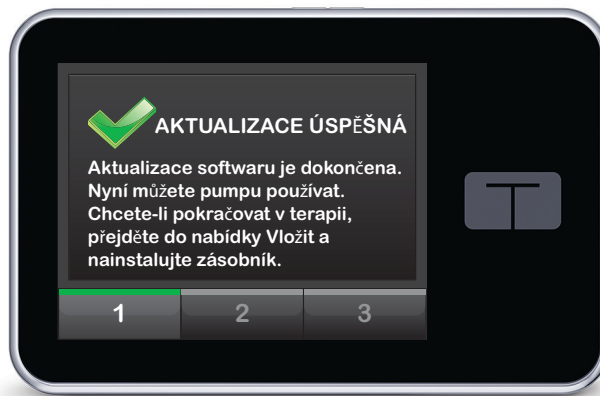 AKTUALIZACE ÚSPĚŠNÁ
Aktualizace softwaru je dokončena.
Nyní můžete pumpu používat.
Chcete-li pokračovat v terapii,
přejděte do nabídky Vložit a
nainstalujte zásobník.
1 2 3